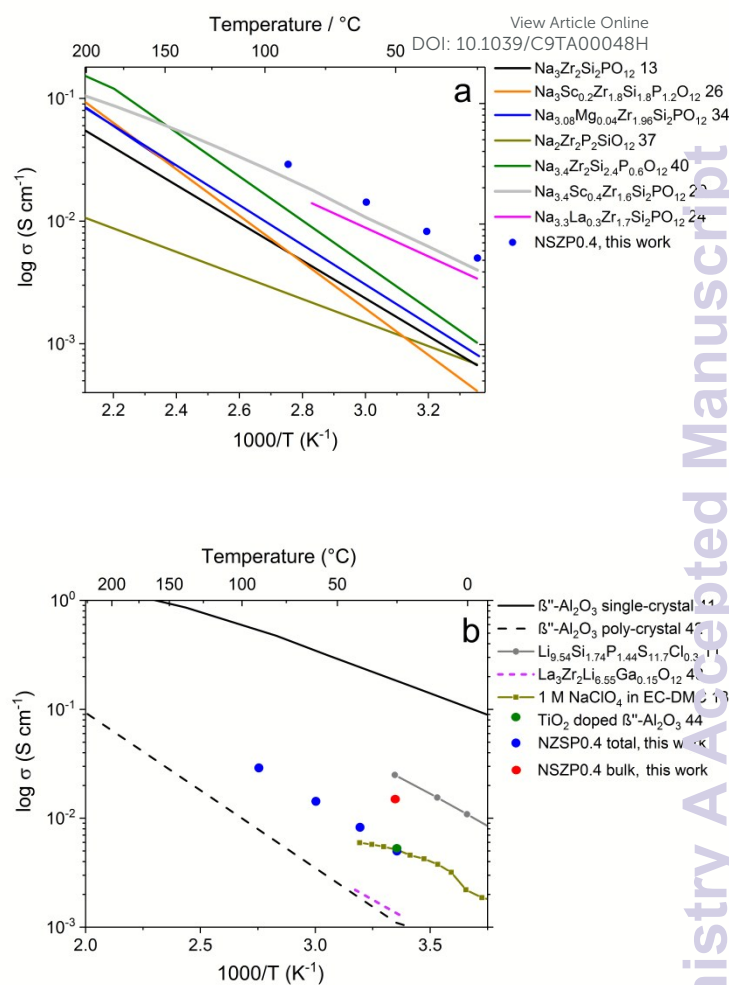 View Article Online
DOI: 10.1039/C9TA00048H
Temperature / °C
200 150 100 50
a
10⁻¹
10⁻²
10⁻³
log σ (S cm⁻¹)
2.2 2.4 2.6 2.8 3.0 3.2
1000/T (K⁻¹)
Na₃Zr₂Si₂PO₁₂ 13
Na₃Sc₀.₂Zr₁.₈Si₁.₈P₁.₂O₁₂ 26
Na₃.₀₈Mg₀.₀₄Zr₁.₉₆Si₂PO₁₂ 34
Na₂Zr₂P₂SiO₁₂ 37
Na₃.₄Zr₂Si₂.₄P₀.₆O₁₂ 40
Na₃.₄Sc₀.₄Zr₁.₆Si₂PO₁₂
Na₃.₃La₀.₃Zr₁.₇Si₂PO₁₂ 24
NSZP0.4, this work
Temperature (°C)
200 150 100 50 0
b
10⁰
10⁻¹
10⁻²
10⁻³
log σ (S cm⁻¹)
2.0 2.5 3.0 3.5
1000/T (K⁻¹)
ß"-Al₂O₃ single-crystal
ß"-Al₂O₃ poly-crystal
Li₉.₅₄Si₁.₇₄P₁.₄₄S₁₁.₇Cl₀.₃
La₃Zr₂Li₆.₅₅Ga₀.₁₅O₁₂
1 M NaClO₄ in EC-DMC
TiO₂ doped ß"-Al₂O₃ 44
NZSP0.4 total, this work
NSZP0.4 bulk, this work
mistry A Accepted Manuscript